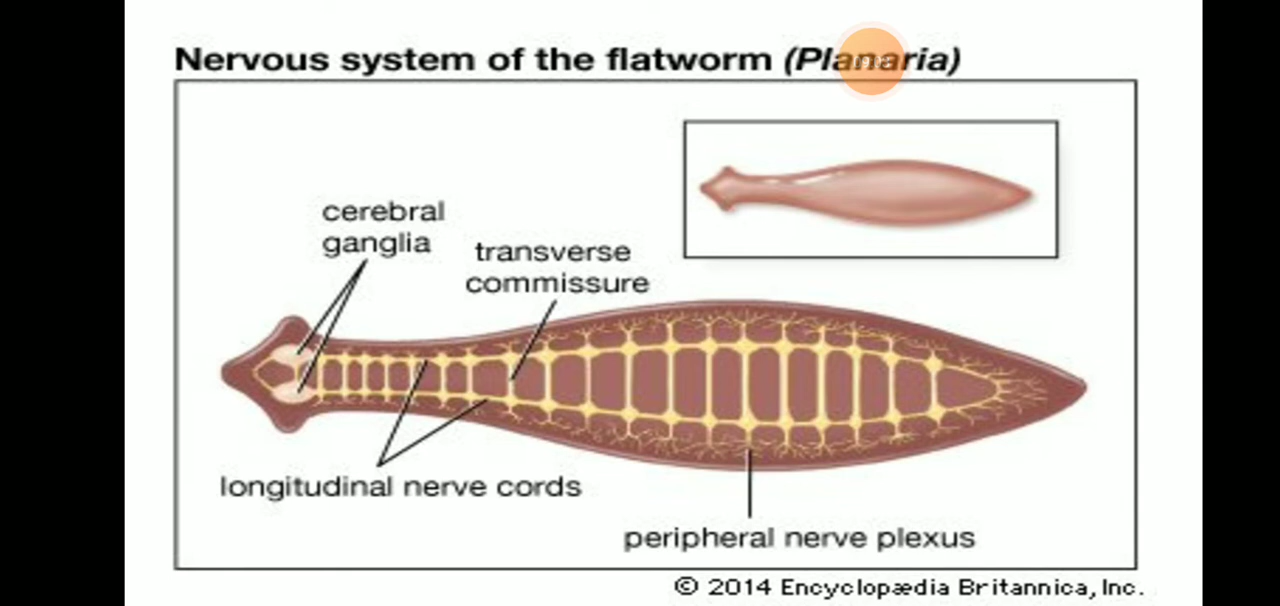 Nervous system of the flatworm (Planaria)
cerebral
ganglia
transverse
commissure
longitudinal nerve cords
peripheral nerve plexus
© 2014 Encyclopædia Britannica, Inc.